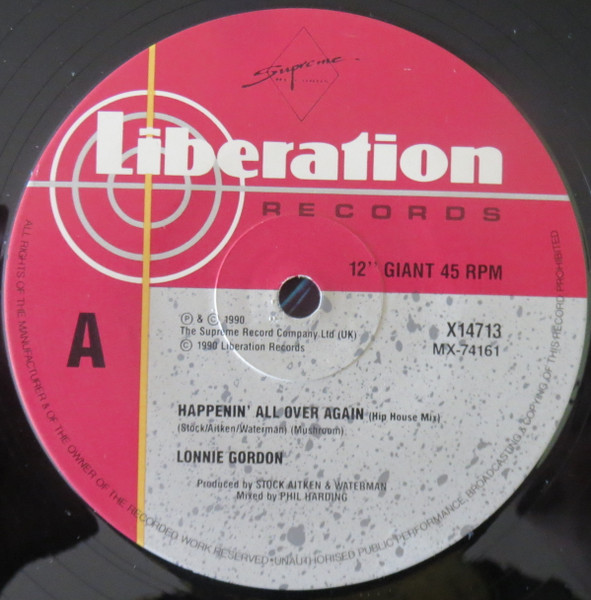 Supreme
Liberation
RECORDS
12" GIANT 45 RPM
A
Ⓟ & © 1990
The Supreme Record Company Ltd (UK)
© 1990 Liberation Records
X14713
MX-74161
HAPPENIN' ALL OVER AGAIN (Hip House Mix)
(Stock/Aitken/Waterman) (Mushroom)
LONNIE GORDON
Produced by STOCK AITKEN & WATERMAN
Mixed by PHIL HARDING
ALL RIGHTS OF THE MANUFACTURER & OF THE OWNER OF THE RECORDED WORK RESERVED · UNAUTHORISED PUBLIC PERFORMANCE, BROADCASTING & COPYING OF THIS RECORD PROHIBITED